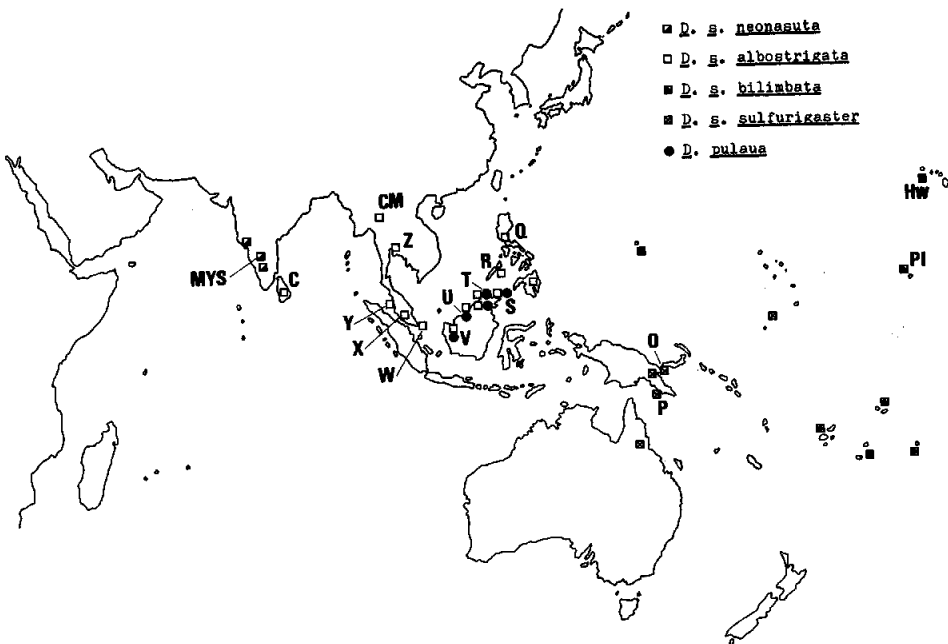 D. s. neonasuta
D. s. albostrigata
D. s. bilimbata
D. s. sulfurigaster
D. pulaua
Hw
CM
Q
Z
R
PI
MYS
C
T
U
S
Y
X
V
O
W
P